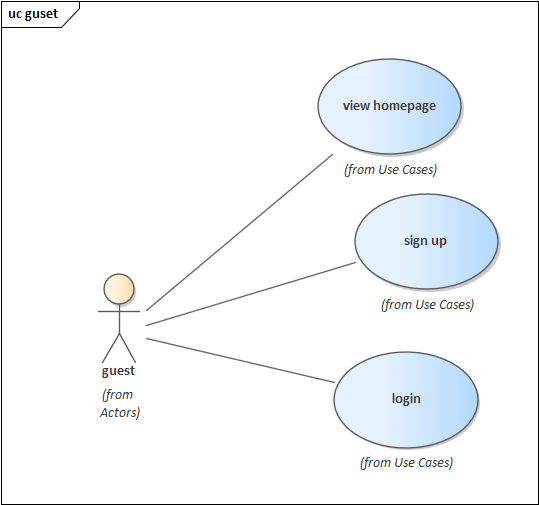 uc guset
view homepage
(from Use Cases)
sign up
(from Use Cases)
guest
(from
Actors)
login
(from Use Cases)